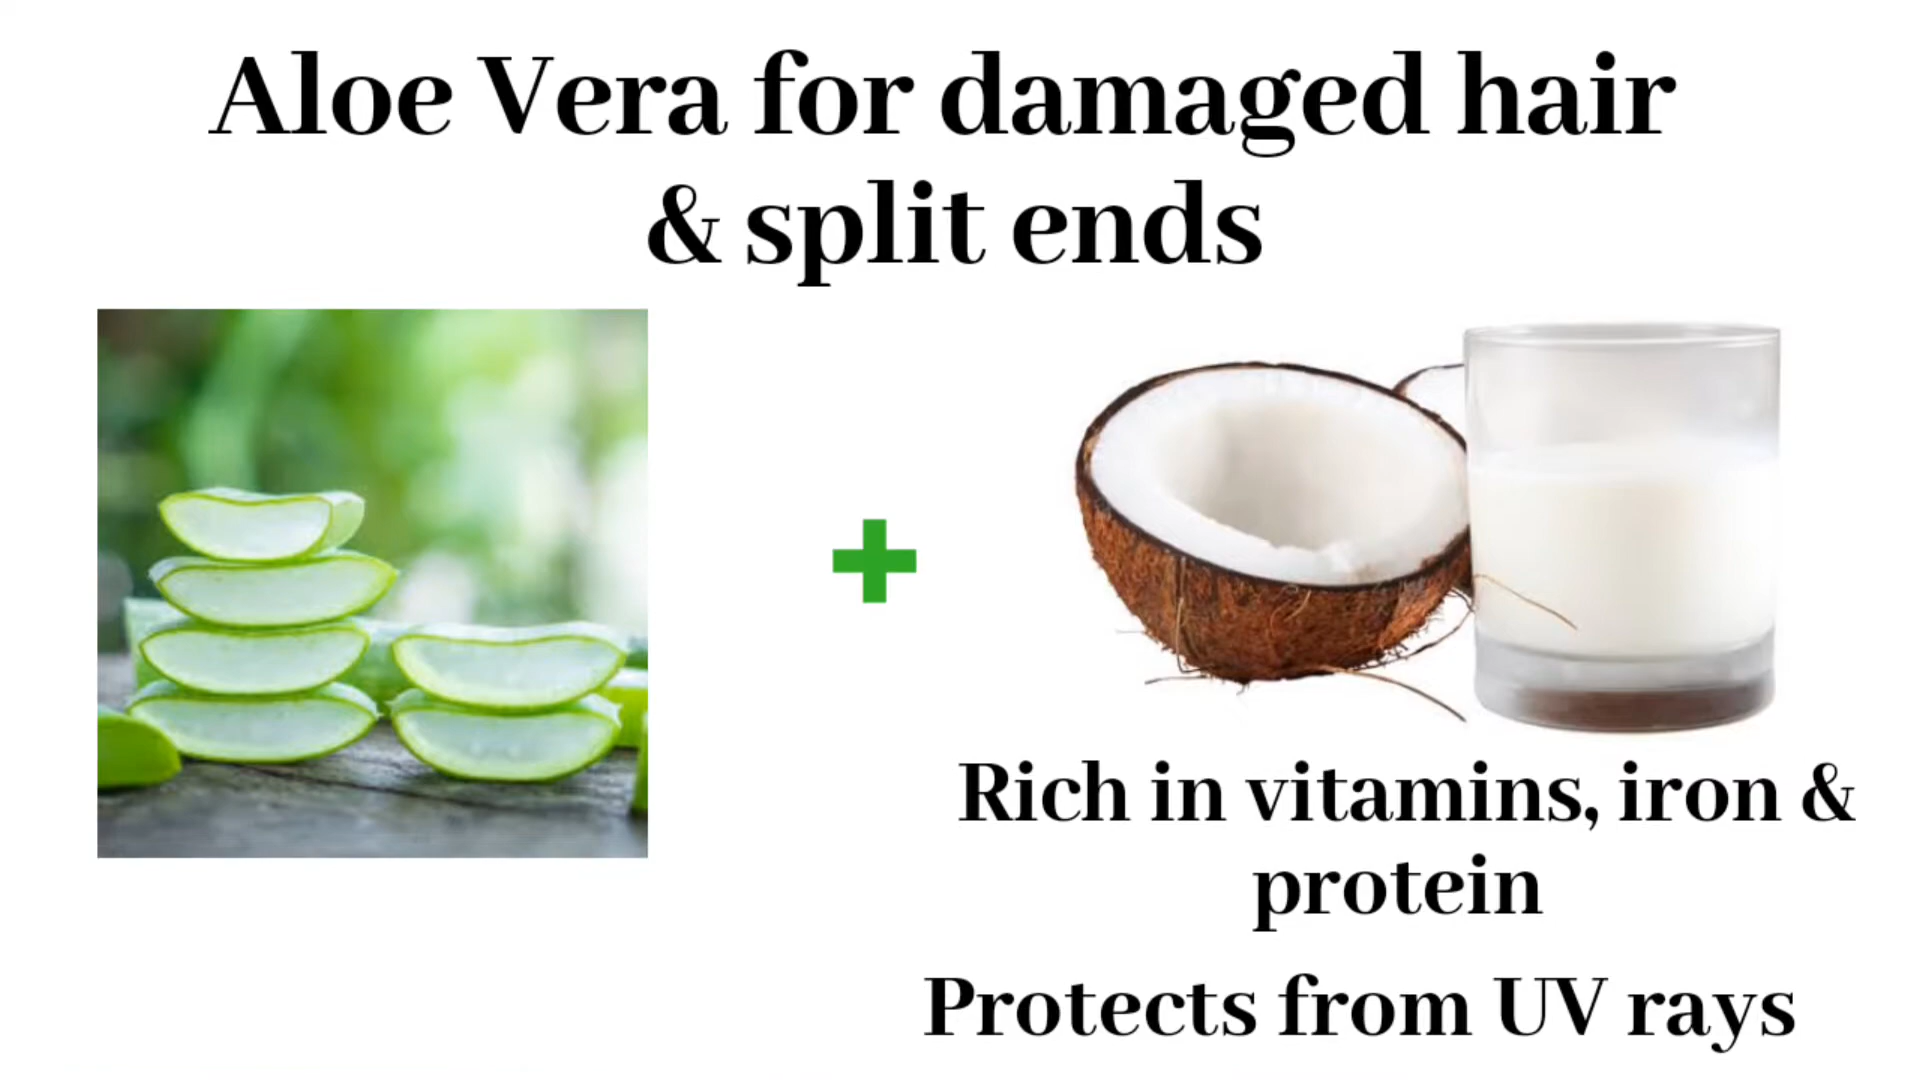 Aloe Vera for damaged hair
& split ends
Rich in vitamins, iron &
protein
Protects from UV rays